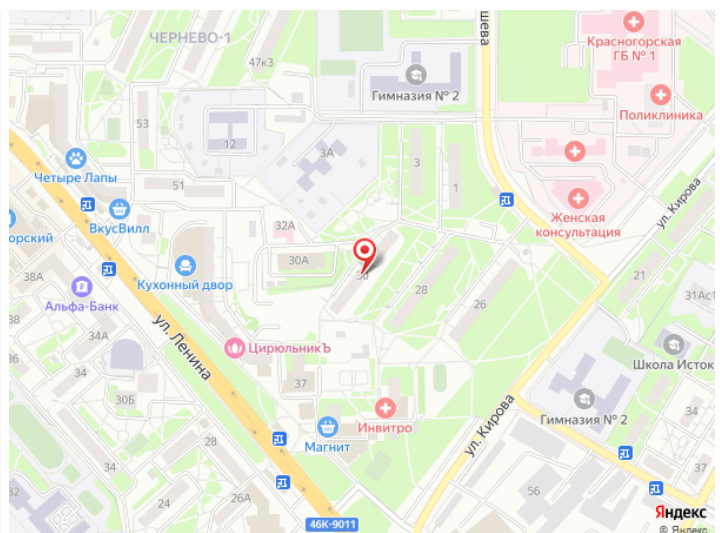 ЧЕРНЕВО-1
47к3
Гимназия № 2
шева
Красногорская
ГБ № 1
Поликлиника
53
12
3А
3
1
Четыре Лапы
51
ВкусВилл
Женская
консультация
ул. Кирова
32А
горский
30А
38А
Кухонный двор
30
28
26
21
Альфа-Банк
31Ас1
38
34А
ул. Ленина
ЦирюльникЪ
Школа Исток
34
34
37
30Б
Инвитро
Гимназия № 2
34
Магнит
ул. Кирова
28
34
37
32
24
26А
56
46К-9011
Яндекс
© Яндекс